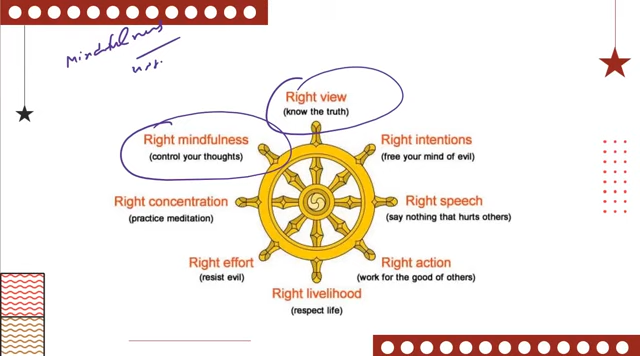 Mindfulness
Right view
(know the truth)
Right mindfulness
(control your thoughts)
Right intentions
(free your mind of evil)
Right concentration
(practice meditation)
Right speech
(say nothing that hurts others)
Right effort
(resist evil)
Right action
(work for the good of others)
Right livelihood
(respect life)